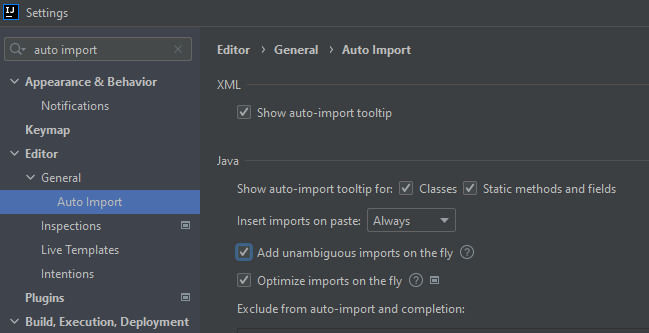 IJ Settings
auto import
Appearance & Behavior
Notifications
Keymap
Editor
General
Auto Import
Inspections
Live Templates
Intentions
Plugins
Build, Execution, Deployment
Editor › General › Auto Import
XML
Show auto-import tooltip
Java
Show auto-import tooltip for: Classes Static methods and fields
Insert imports on paste: Always
Add unambiguous imports on the fly ?
Optimize imports on the fly ?
Exclude from auto-import and completion: